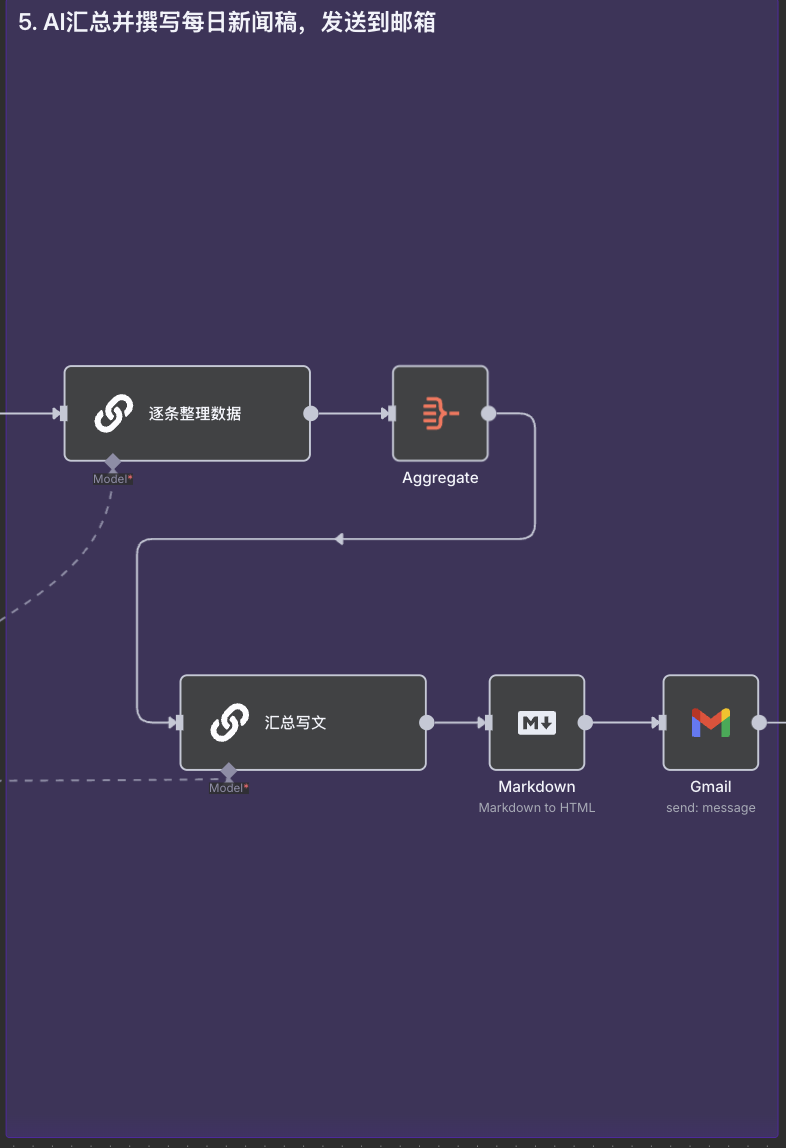 5. AI汇总并撰写每日新闻稿，发送到邮箱
逐条整理数据
Model*
Aggregate
汇总写文
Model*
M
Markdown
Markdown to HTML
Gmail
send: message